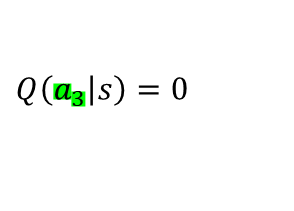 Q(a₃|s) = 0